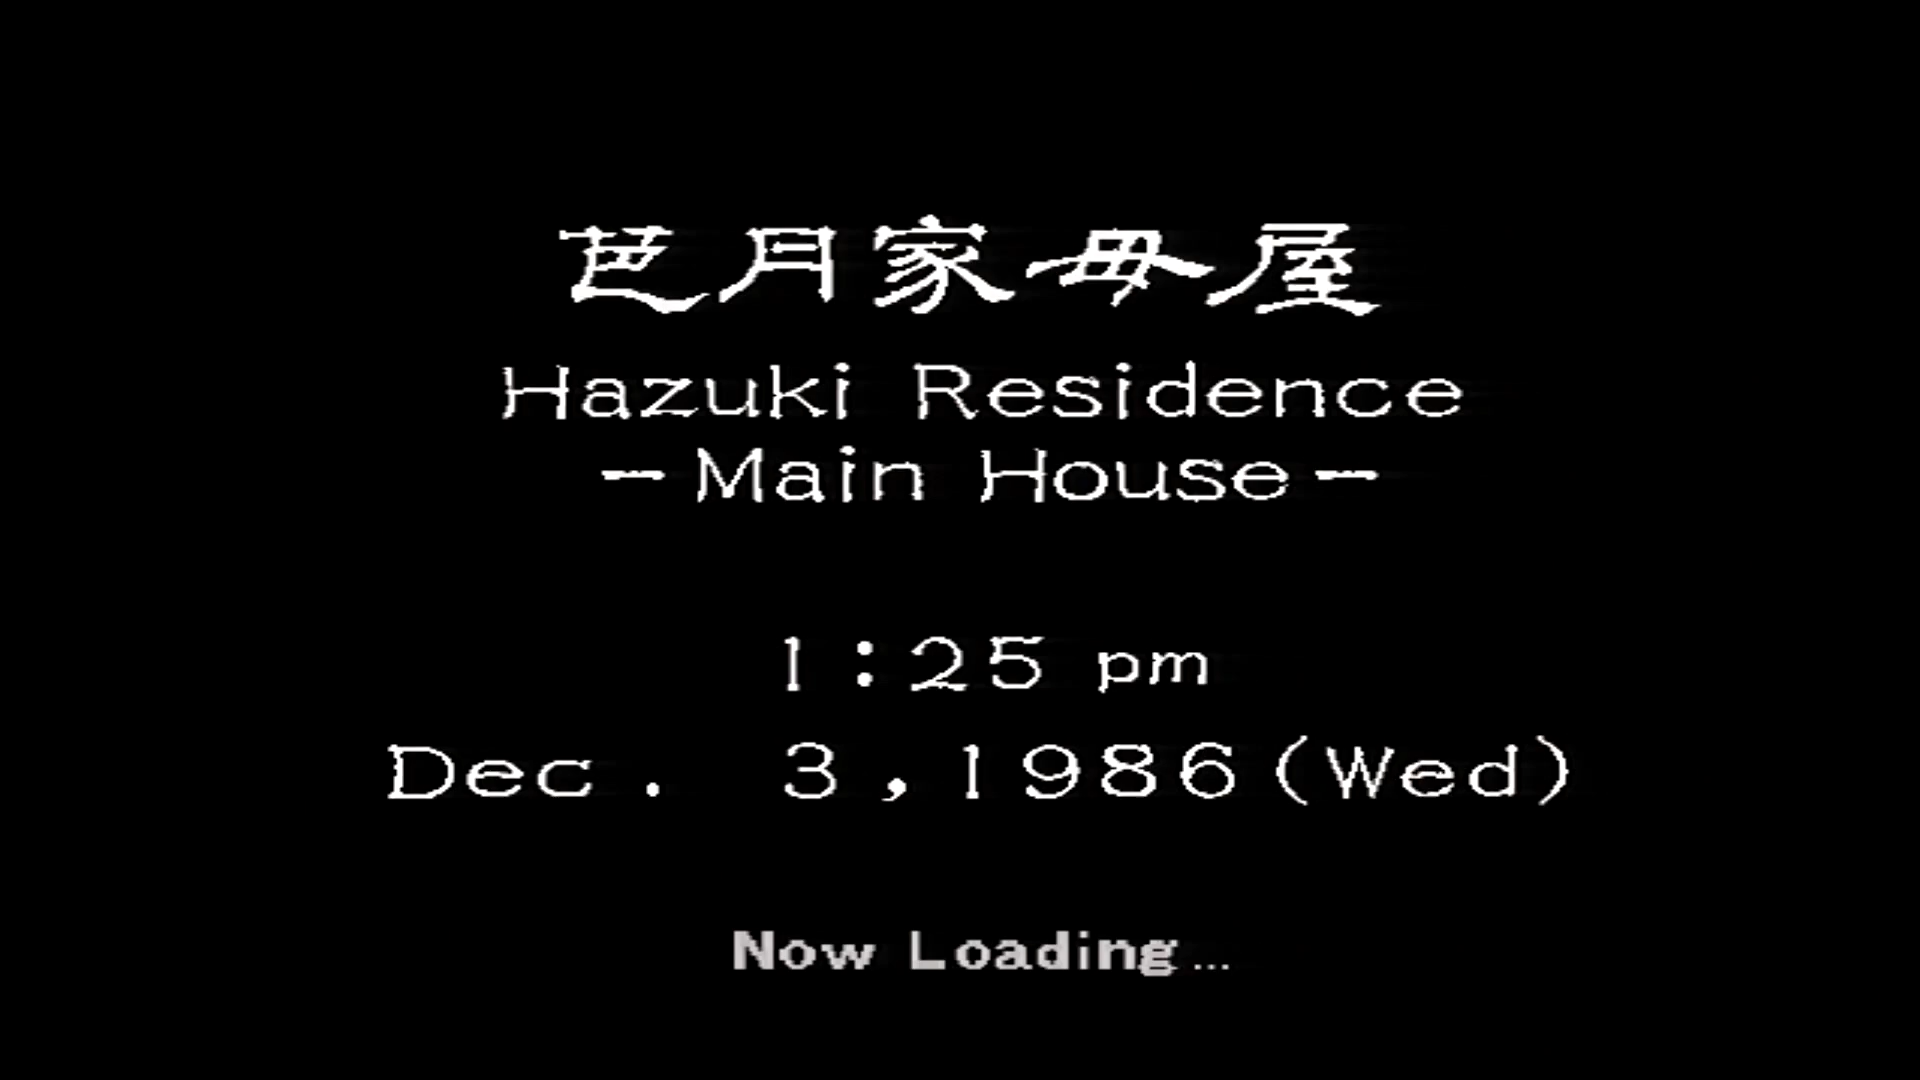 芭月家母屋
Hazuki Residence
-Main House-
1:25 pm
Dec. 3,1986(Wed)
Now Loading...